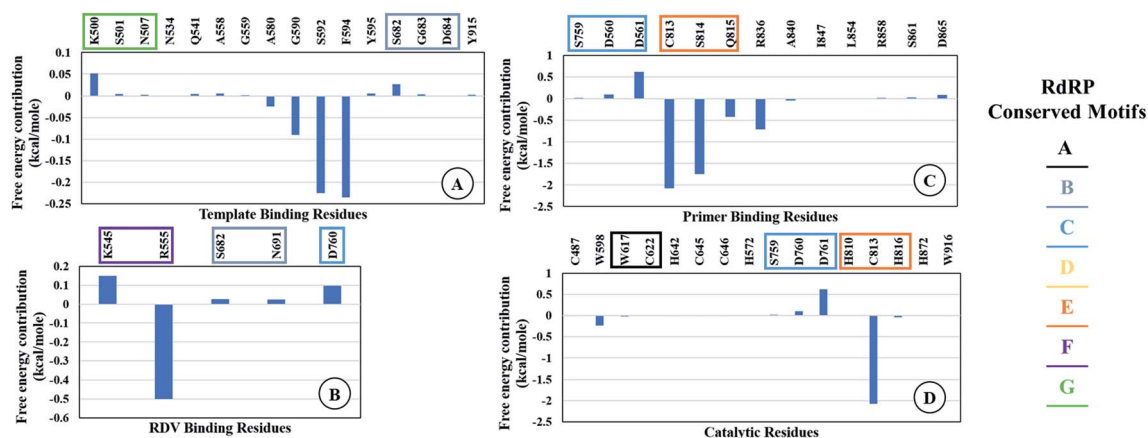 K500 S501 N507 N534 Q541 A558 G559 A580 G590 S592 F594 Y595 S682 G683 D684 Y915
0.1
0.05
0
-0.05
-0.1
-0.15
-0.2
-0.25
Free energy contribution
(kcal/mole)
A
Template Binding Residues
S759 D560 D561 C813 S814 Q815 R836 A840 I847 L854 R858 S861 D865
1
0.5
0
-0.5
-1
-1.5
-2
-2.5
Free energy contribution
(kcal/mole)
C
Primer Binding Residues
K545 R555 S682 N691 D760
0.2
0.1
0
-0.1
-0.2
-0.3
-0.4
-0.5
-0.6
Free energy contribution
(kcal/mole)
B
RDV Binding Residues
C487 W598 W617 C622 H642 C645 C646 H572 S759 D760 D761 H810 C813 H816 H872 W916
1
0.5
0
-0.5
-1
-1.5
-2
-2.5
Free energy contribution
(kcal/mole)
D
Catalytic Residues
RdRP
Conserved Motifs
A
B
C
D
E
F
G